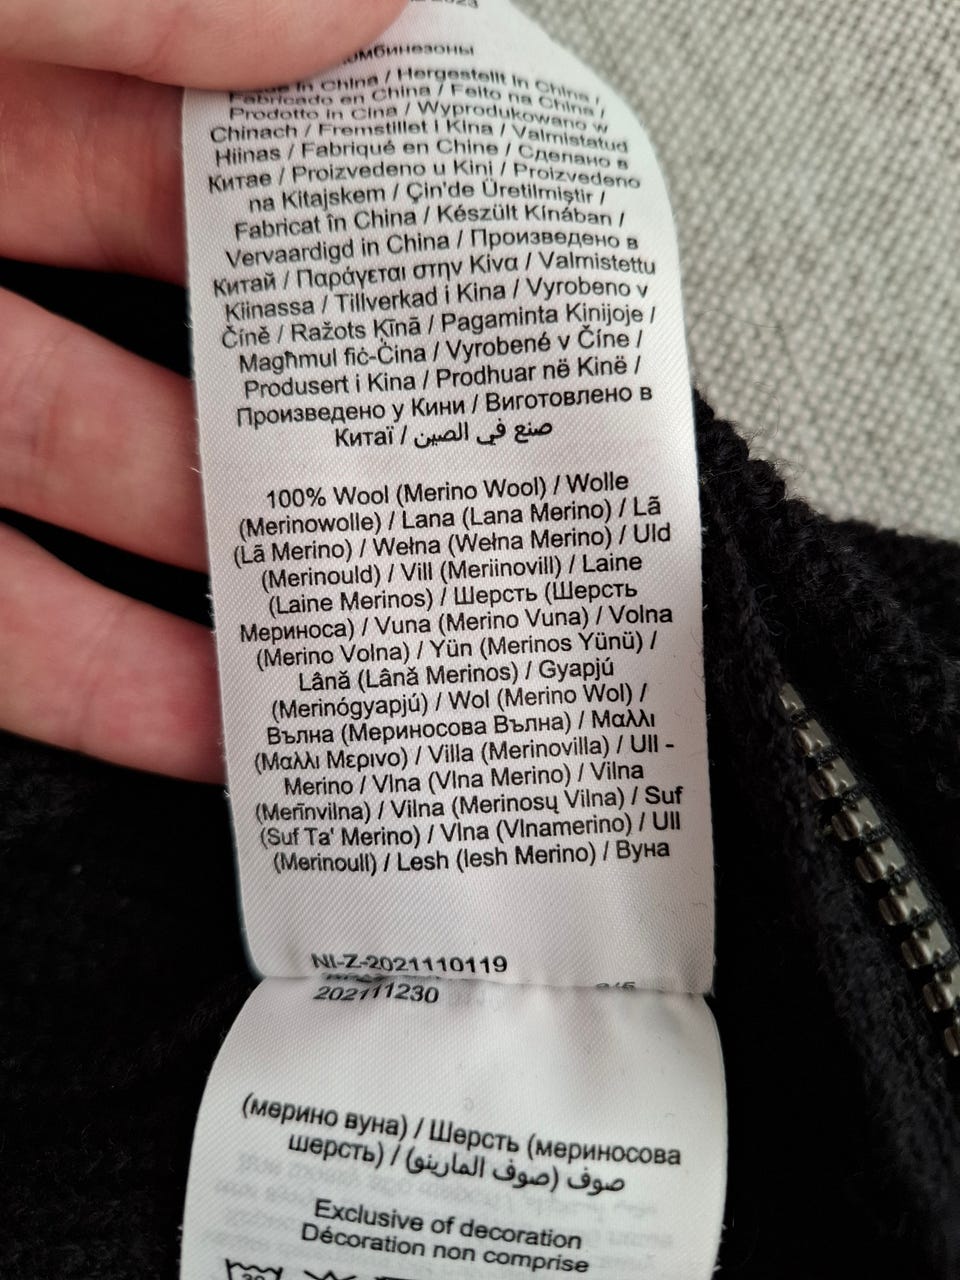 2023
омбинезоны
in China / Hergestellt in China /
Fabricado en China / Feito na China /
Prodotto in Cina / Wyprodukowano w
Chinach / Fremstillet i Kina / Valmistatud
Hiinas / Fabriqué en Chine / Сделано в
Китае / Proizvedeno u Kini / Proizvedeno
na Kitajskem / Çin'de Üretilmiştir /
Fabricat în China / Készült Kínában /
Vervaardigd in China / Произведено в
Китай / Παράγεται στην Κίνα / Valmistettu
Kiinassa / Tillverkad i Kina / Vyrobeno v
Číně / Ražots Ķīnā / Pagaminta Kinijoje /
Magħmul fiċ-Ċina / Vyrobené v Číne /
Produsert i Kina / Prodhuar në Kinë /
Произведено у Кини / Виготовлено в
Китаї / صنع في الصين
100% Wool (Merino Wool) / Wolle
(Merinowolle) / Lana (Lana Merino) / Lã
(Lã Merino) / Wełna (Wełna Merino) / Uld
(Merinould) / Vill (Meriinovill) / Laine
(Laine Merinos) / Шерсть (Шерсть
Мериноса) / Vuna (Merino Vuna) / Volna
(Merino Volna) / Yün (Merinos Yünü) /
Lână (Lână Merinos) / Gyapjú
(Merinógyapjú) / Wol (Merino Wol) /
Вълна (Мериносова Вълна) / Μαλλι
(Μαλλι Μερινο) / Villa (Merinovilla) / Ull -
Merino / Vlna (Vlna Merino) / Vilna
(Merīnvilna) / Vilna (Merinosų Vilna) / Suf
(Suf Ta' Merino) / Vlna (Vlnamerino) / Ull
(Merinoull) / Lesh (lesh Merino) / Вуна
NI-Z-2021110119
202111230
(мерино вуна) / Шерсть (мериносова
шерсть) / صوف (صوف المارينو)
Exclusive of decoration
Décoration non comprise
30